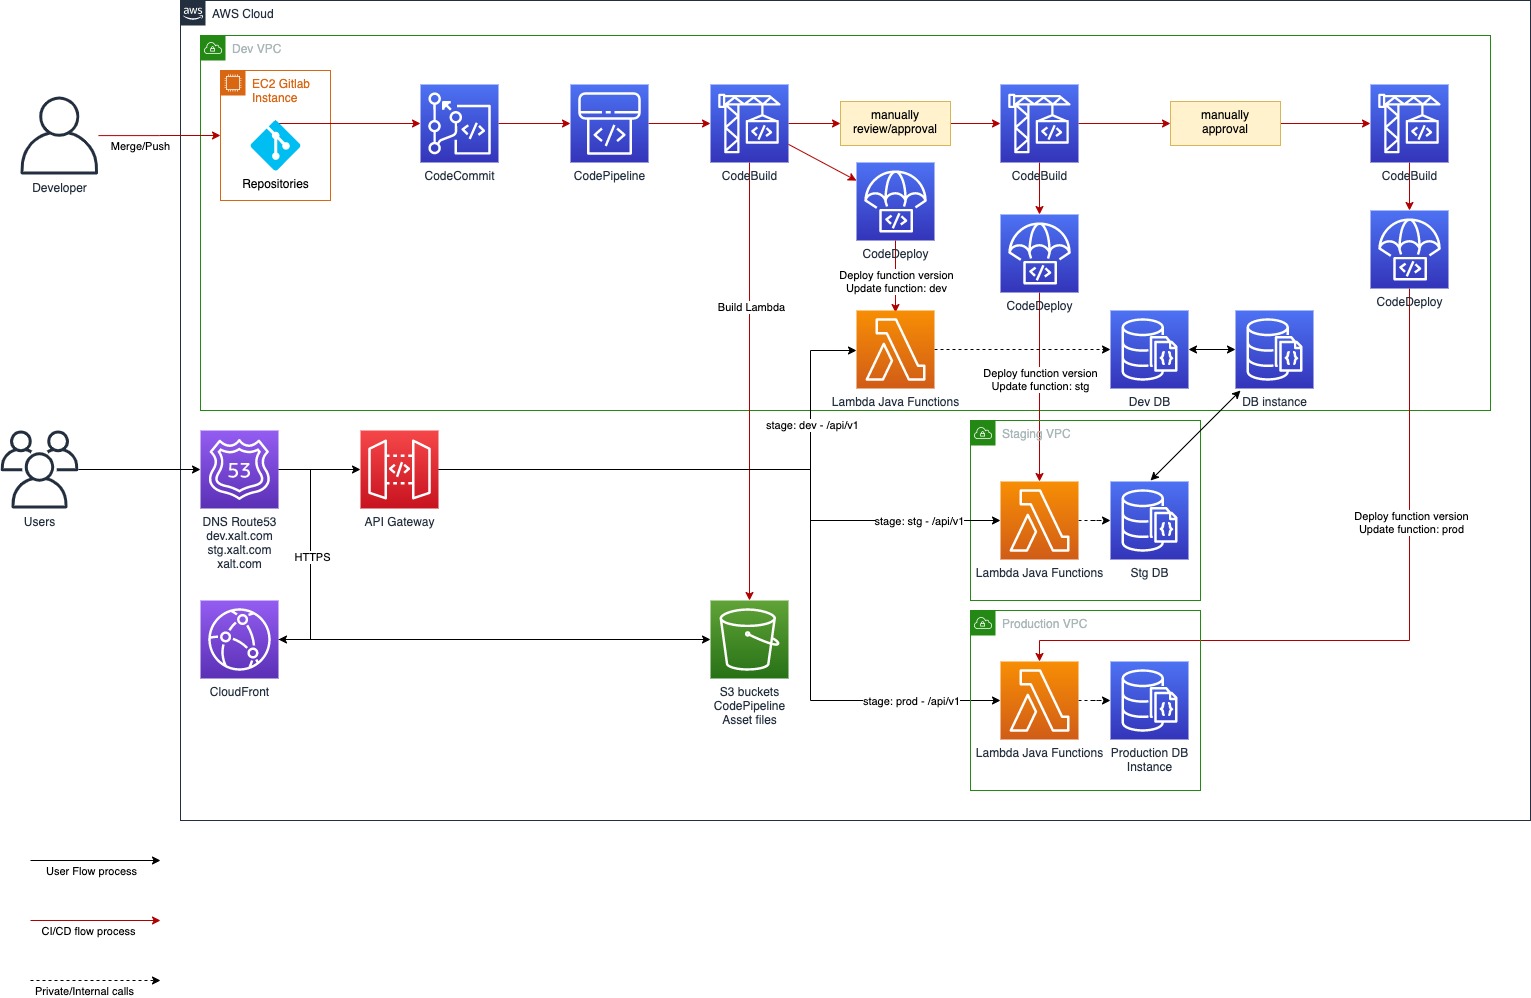 aws
AWS Cloud
Dev VPC
EC2 Gitlab
Instance
Repositories
Developer
Merge/Push
CodeCommit
CodePipeline
CodeBuild
manually
review/approval
CodeBuild
manually
approval
CodeBuild
CodeDeploy
Deploy function version
Update function: dev
CodeDeploy
CodeDeploy
Build Lambda
Lambda Java Functions
Deploy function version
Update function: stg
Dev DB
DB instance
stage: dev - /api/v1
Users
53
DNS Route53
dev.xalt.com
stg.xalt.com
xalt.com
API Gateway
HTTPS
Staging VPC
stage: stg - /api/v1
Lambda Java Functions
Stg DB
Deploy function version
Update function: prod
CloudFront
S3 buckets
CodePipeline
Asset files
Production VPC
stage: prod - /api/v1
Lambda Java Functions
Production DB
Instance
User Flow process
CI/CD flow process
Private/Internal calls